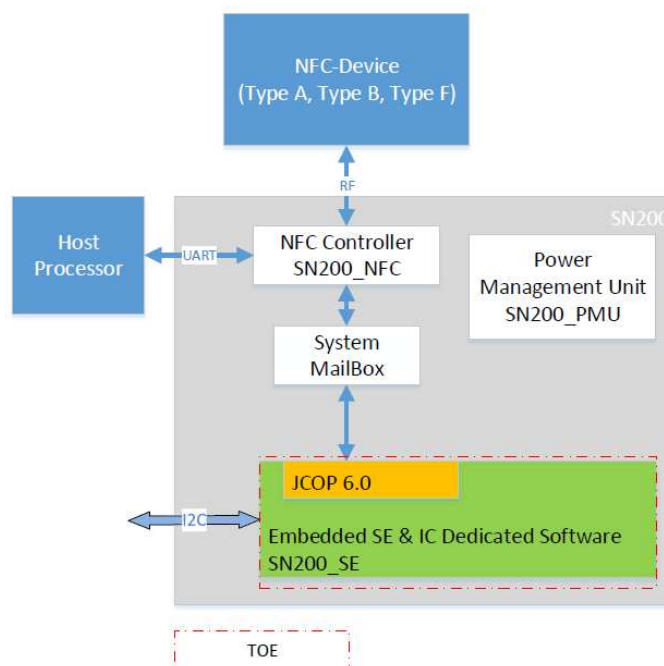 NFC-Device
(Type A, Type B, Type F)
RF
SN200
Host
Processor
UART
NFC Controller
SN200_NFC
Power
Management Unit
SN200_PMU
System
MailBox
JCOP 6.0
I2C
Embedded SE & IC Dedicated Software
SN200_SE
TOE